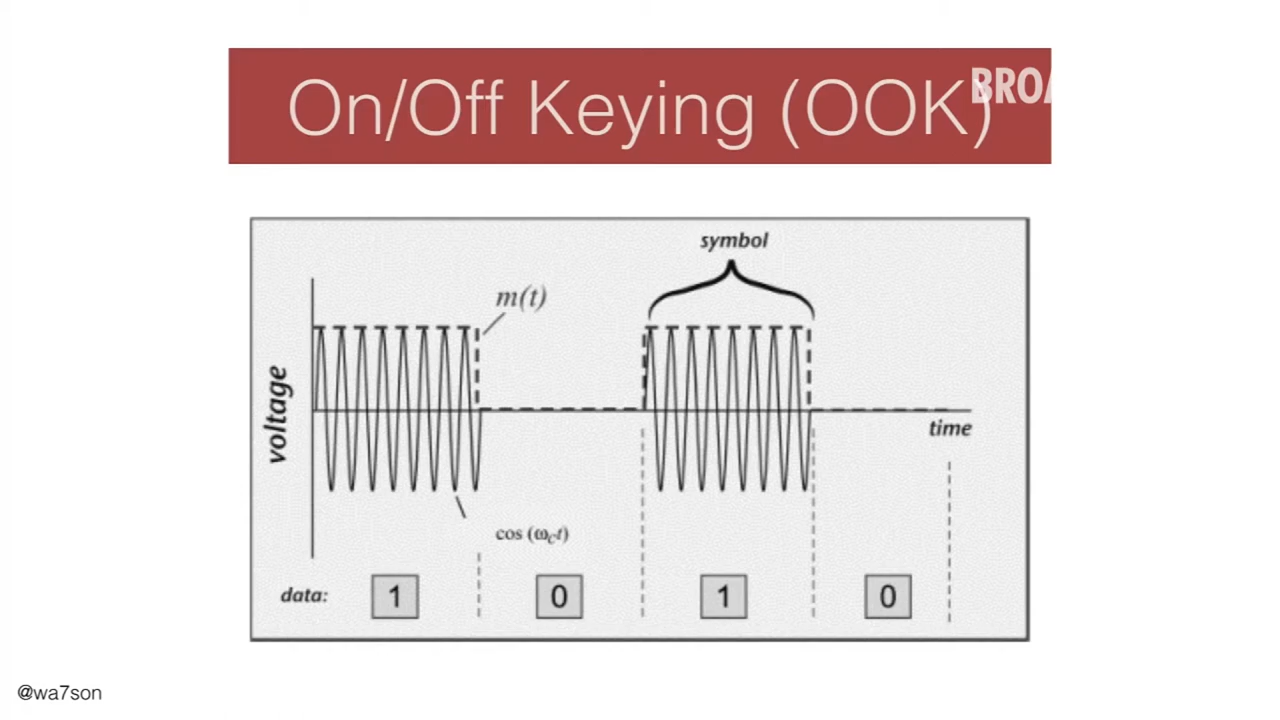 On/Off Keying (OOK)
symbol
m(t)
voltage
time
cos (ωct)
data: 1 0 1 0
@wa7son